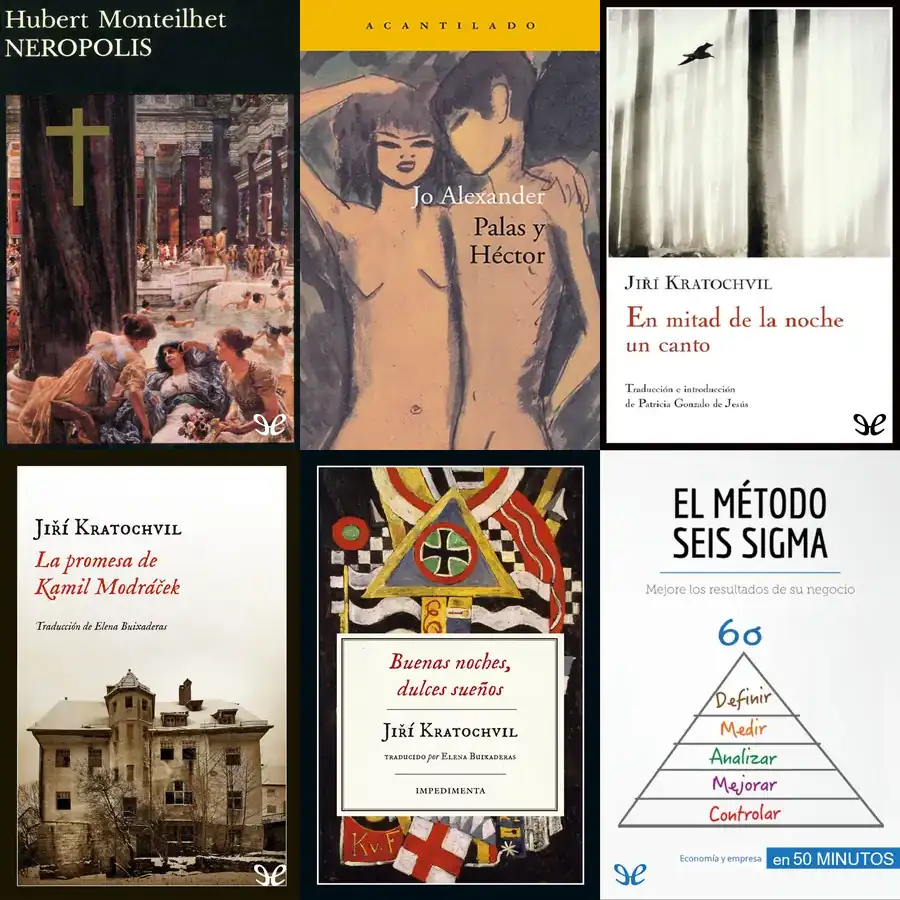 Hubert Monteilhet
NEROPOLIS
ACANTILADO
Jo Alexander
Palas y
Héctor
Jiří Kratochvil
En mitad de la noche
un canto
Traducción e introducción
de Patricia Gonzalo de Jesús
Jiří Kratochvil
La promesa de
Kamil Modráček
Traducción de Elena Buixaderas
Buenas noches,
dulces sueños
Jiří Kratochvil
traducido por Elena Buixaderas
IMPEDIMENTA
Kv.F
EL MÉTODO
SEIS SIGMA
Mejore los resultados de su negocio
6σ
Definir
Medir
Analizar
Mejorar
Controlar
Economía y empresa en 50 MINUTOS